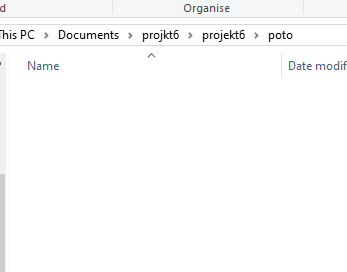 Organise
This PC > Documents > projkt6 > projekt6 > poto
Name Date modif